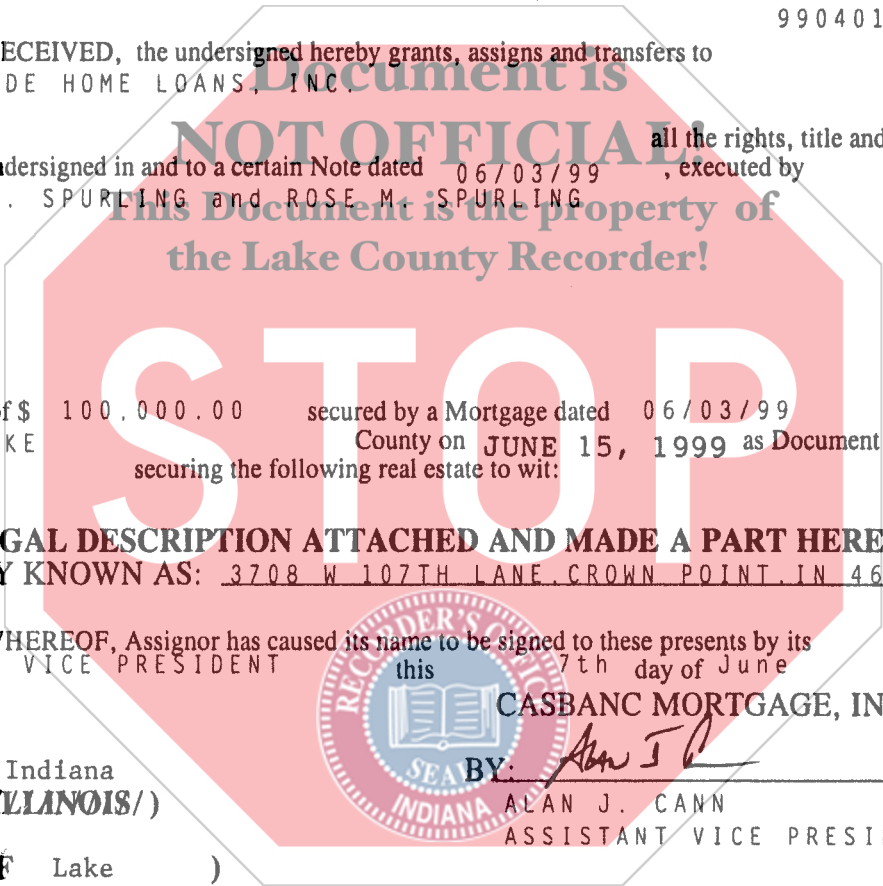 990401
ECEIVED, the undersigned hereby grants, assigns and transfers to
DE HOME LOANS, INC.
Document is
NOT OFFICIAL!
all the rights, title and
dersigned in and to a certain Note dated 06/03/99 , executed by
. SPURLING and ROSE M. SPURLING
This Document is the property of
the Lake County Recorder!
STOP
of $ 100,000.00 secured by a Mortgage dated 06/03/99
KE County on JUNE 15, 1999 as Document
securing the following real estate to wit:
GAL DESCRIPTION ATTACHED AND MADE A PART HERE
Y KNOWN AS: 3708 W 107TH LANE,CROWN POINT,IN 46
HEREOF, Assignor has caused its name to be signed to these presents by its
VICE PRESIDENT this 7th day of June
RECORDER'S OFFICE
SEAL
INDIANA
CASBANC MORTGAGE, IN
BY:
Indiana
ILLINOIS/)
ALAN J. CANN
ASSISTANT VICE PRESI
F Lake )